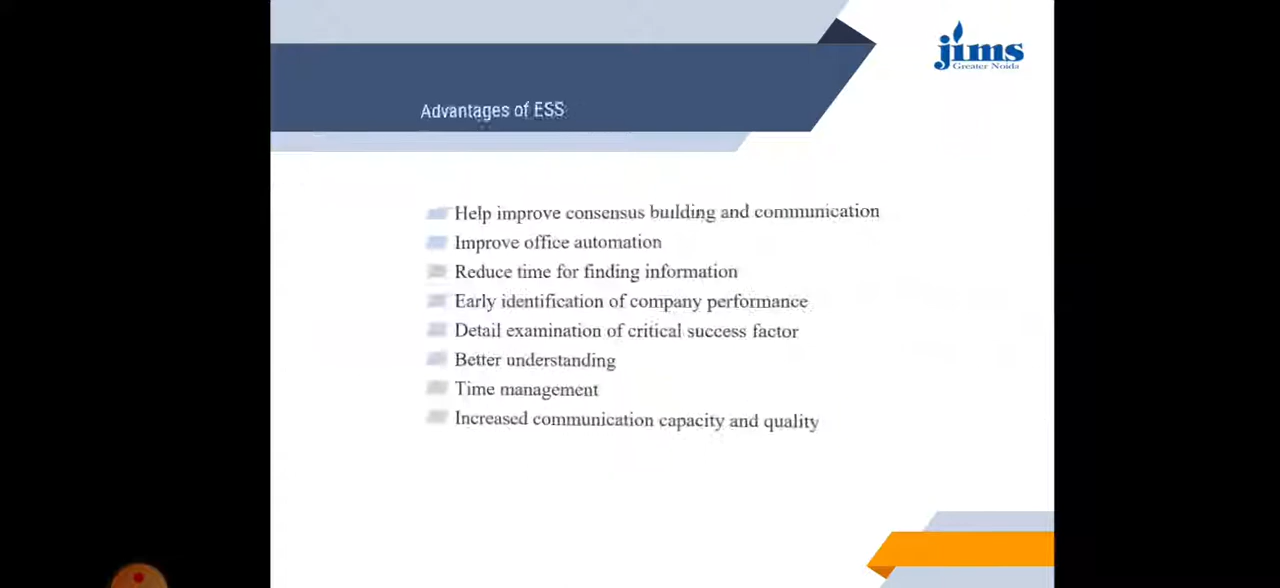 jims
Greater Noida
Advantages of ESS
Help improve consensus building and communication
Improve office automation
Reduce time for finding information
Early identification of company performance
Detail examination of critical success factor
Better understanding
Time management
Increased communication capacity and quality